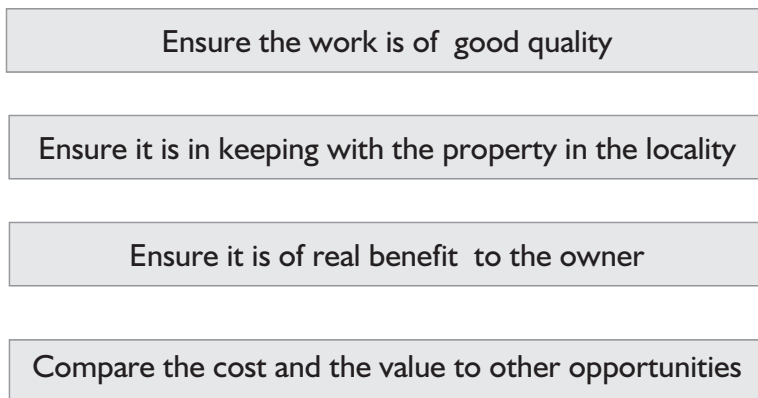 Ensure the work is of good quality
Ensure it is in keeping with the property in the locality
Ensure it is of real benefit to the owner
Compare the cost and the value to other opportunities